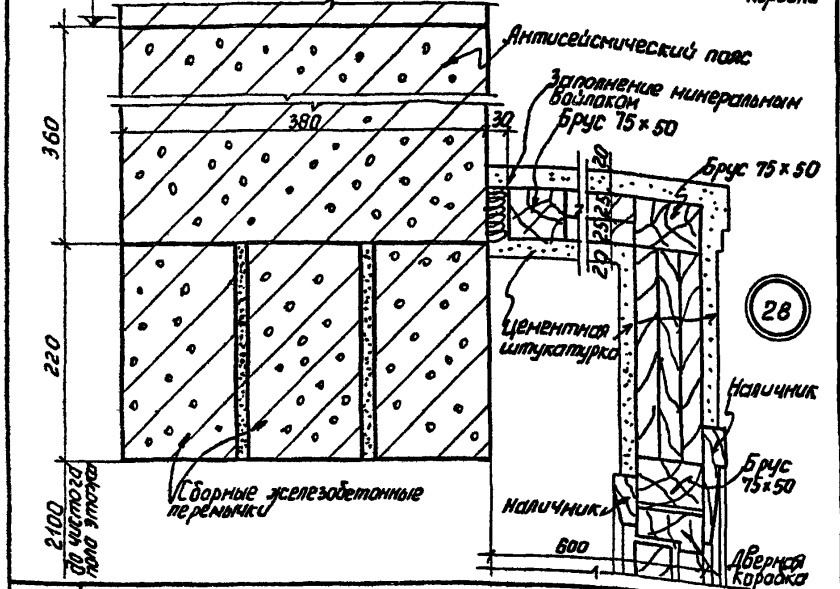 коробка
Антисейсмический пояс
Заполнение минеральным
войлоком
Брус 75×50
380
30
360
20
25 25
20
Брус 75×50
28
220
Цементная
штукатурка
Наличник
Брус
75×50
Сборные железобетонные
перемычки
Наличник
2100
до чистого
пола этажа
600
Дверная
коробка